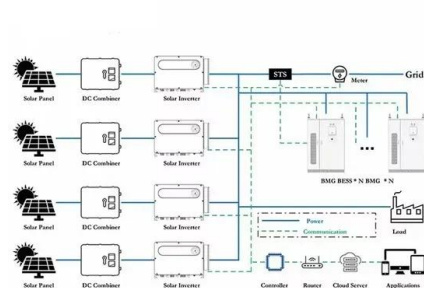 STS
Meter
Grid
Solar Panel
DC Combiner
Solar Inverter
Solar Panel
DC Combiner
Solar Inverter
BMG BESS * N BMG * N
Solar Panel
DC Combiner
Solar Inverter
Power
Communication
Load
Solar Panel
DC Combiner
Solar Inverter
Controller
Router
Cloud Server
Applications